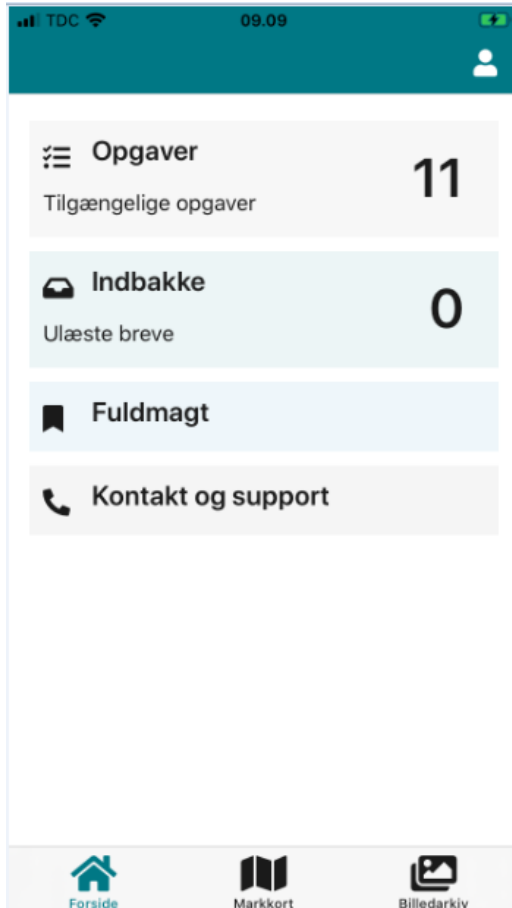 TDC
09.09
Opgaver
11
Tilgængelige opgaver
Indbakke
0
Ulæste breve
Fuldmagt
Kontakt og support
Forside
Markkort
Billedarkiv